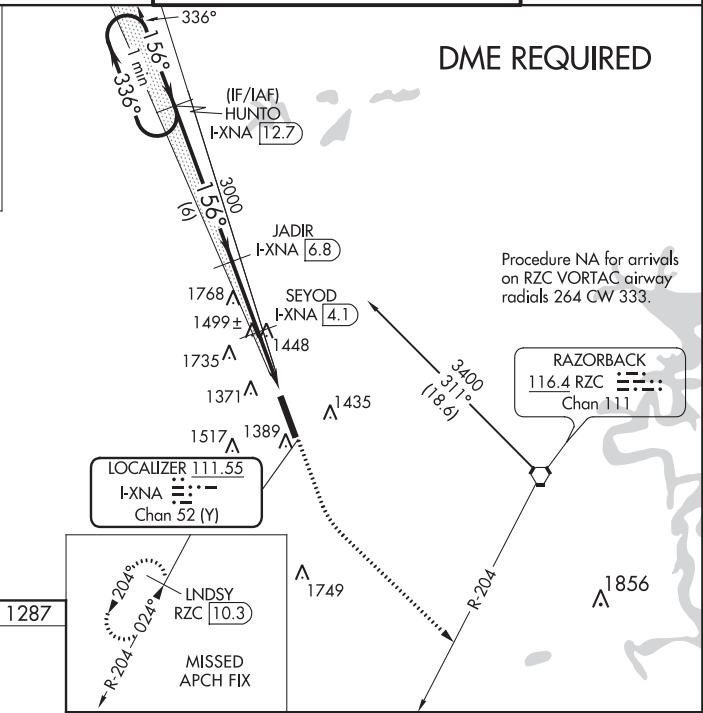 336°
DME REQUIRED
156°
1 min
336°
(IF/IAF)
HUNTO
I-XNA 12.7
3000
156°
(6)
JADIR
I-XNA 6.8
Procedure NA for arrivals
on RZC VORTAC airway
radials 264 CW 333.
1768
SEYOD
I-XNA 4.1
1499±
1448
1735
3400
311°
(18.6)
RAZORBACK
116.4 RZC
Chan 111
1371
1435
1517
1389
LOCALIZER 111.55
I-XNA
Chan 52 (Y)
1749
R-204
1856
1287
204°
024°
R-204
LNDSY
RZC 10.3
MISSED
APCH FIX